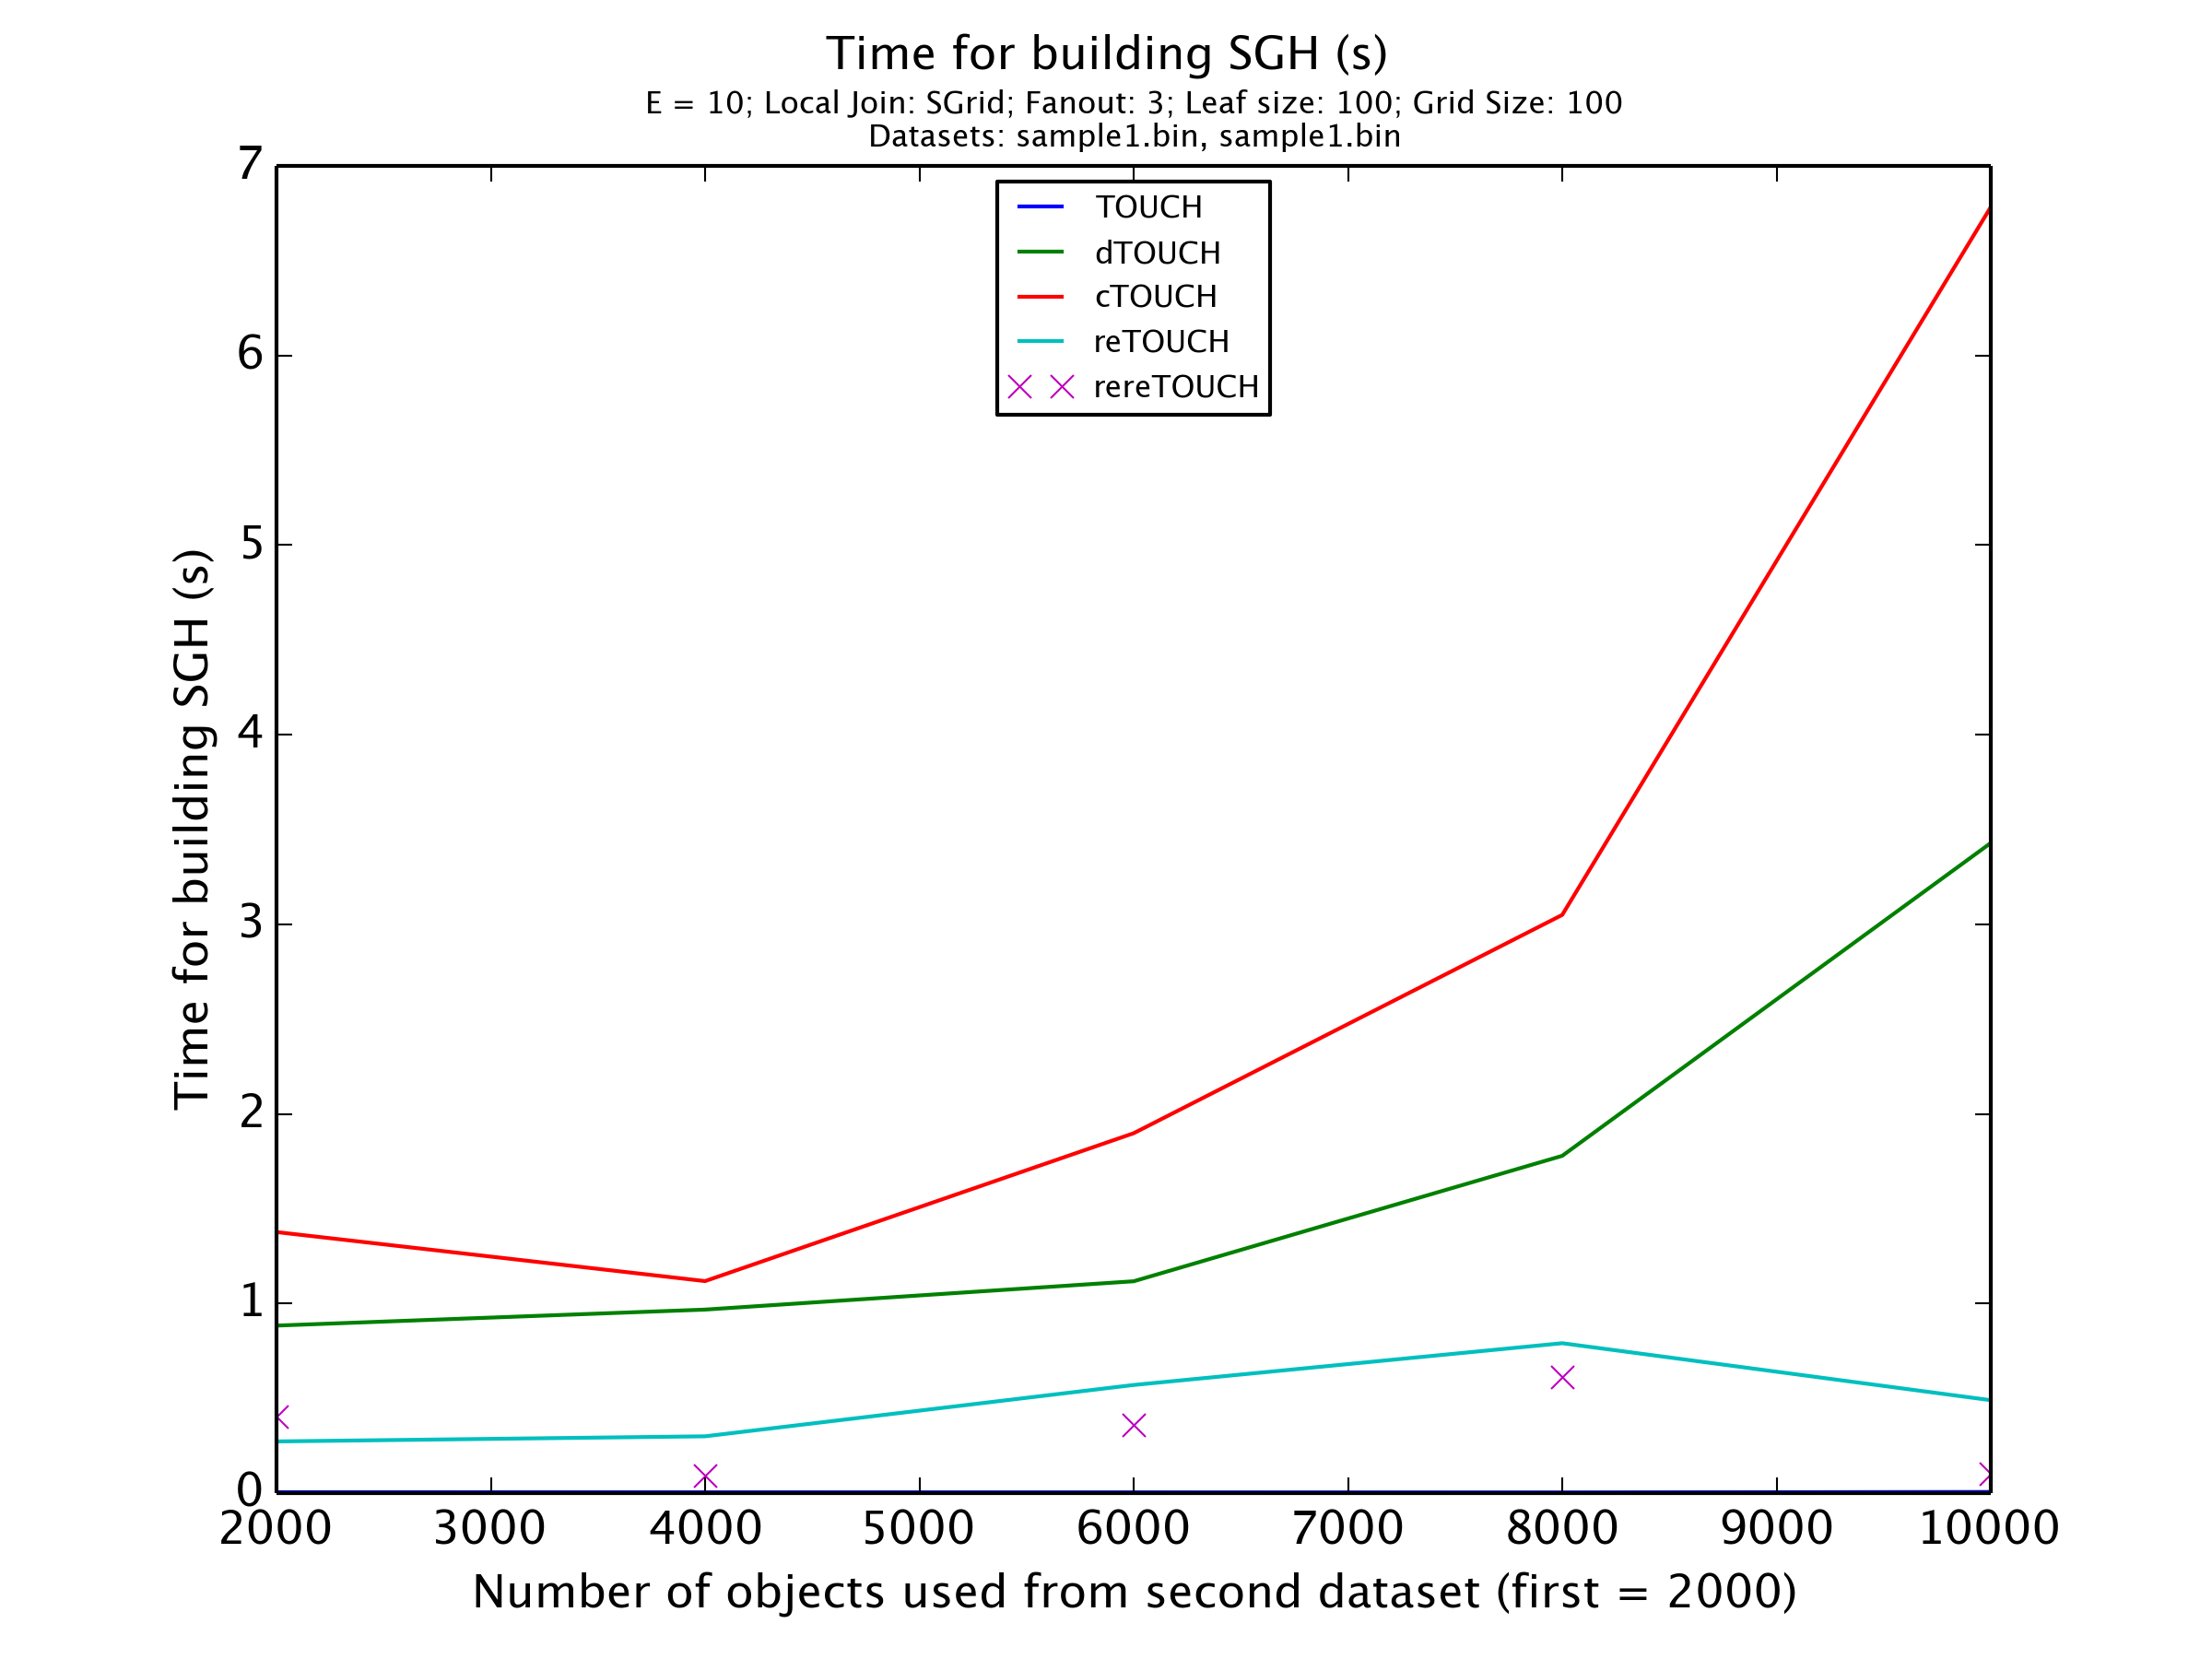 Time for building SGH (s)
E = 10; Local Join: SGrid; Fanout: 3; Leaf size: 100; Grid Size: 100
Datasets: sample1.bin, sample1.bin
TOUCH
dTOUCH
cTOUCH
reTOUCH
rereTOUCH
Time for building SGH (s)
7
6
5
4
3
2
1
0
2000 3000 4000 5000 6000 7000 8000 9000 10000
Number of objects used from second dataset (first = 2000)